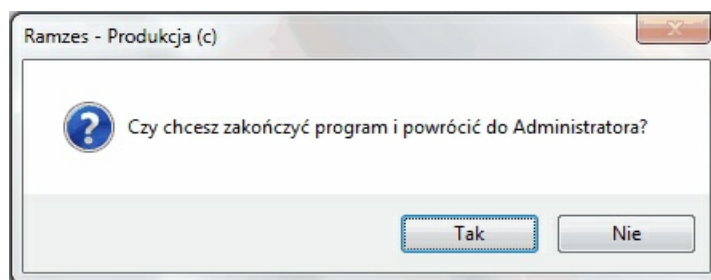 Ramzes - Produkcja (c)
Czy chcesz zakończyć program i powrócić do Administratora?
Tak
Nie